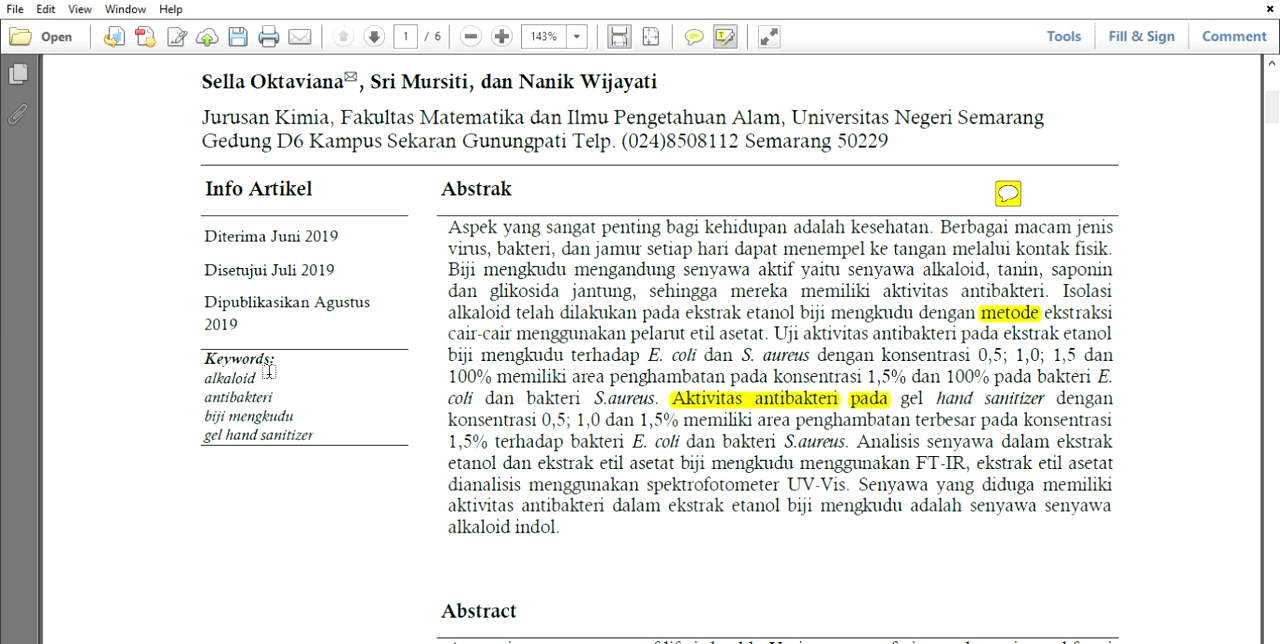 File Edit View Window Help
Open 1 / 6 143% Tools Fill & Sign Comment
Sella Oktaviana, Sri Mursiti, dan Nanik Wijayati
Jurusan Kimia, Fakultas Matematika dan Ilmu Pengetahuan Alam, Universitas Negeri Semarang
Gedung D6 Kampus Sekaran Gunungpati Telp. (024)8508112 Semarang 50229
Info Artikel
Diterima Juni 2019
Disetujui Juli 2019
Dipublikasikan Agustus
2019
Keywords:
alkaloid
antibakteri
biji mengkudu
gel hand sanitizer
Abstrak
Aspek yang sangat penting bagi kehidupan adalah kesehatan. Berbagai macam jenis
virus, bakteri, dan jamur setiap hari dapat menempel ke tangan melalui kontak fisik.
Biji mengkudu mengandung senyawa aktif yaitu senyawa alkaloid, tanin, saponin
dan glikosida jantung, sehingga mereka memiliki aktivitas antibakteri. Isolasi
alkaloid telah dilakukan pada ekstrak etanol biji mengkudu dengan metode ekstraksi
cair-cair menggunakan pelarut etil asetat. Uji aktivitas antibakteri pada ekstrak etanol
biji mengkudu terhadap E. coli dan S. aureus dengan konsentrasi 0,5; 1,0; 1,5 dan
100% memiliki area penghambatan pada konsentrasi 1,5% dan 100% pada bakteri E.
coli dan bakteri S.aureus. Aktivitas antibakteri pada gel hand sanitizer dengan
konsentrasi 0,5; 1,0 dan 1,5% memiliki area penghambatan terbesar pada konsentrasi
1,5% terhadap bakteri E. coli dan bakteri S.aureus. Analisis senyawa dalam ekstrak
etanol dan ekstrak etil asetat biji mengkudu menggunakan FT-IR, ekstrak etil asetat
dianalisis menggunakan spektrofotometer UV-Vis. Senyawa yang diduga memiliki
aktivitas antibakteri dalam ekstrak etanol biji mengkudu adalah senyawa senyawa
alkaloid indol.
Abstract